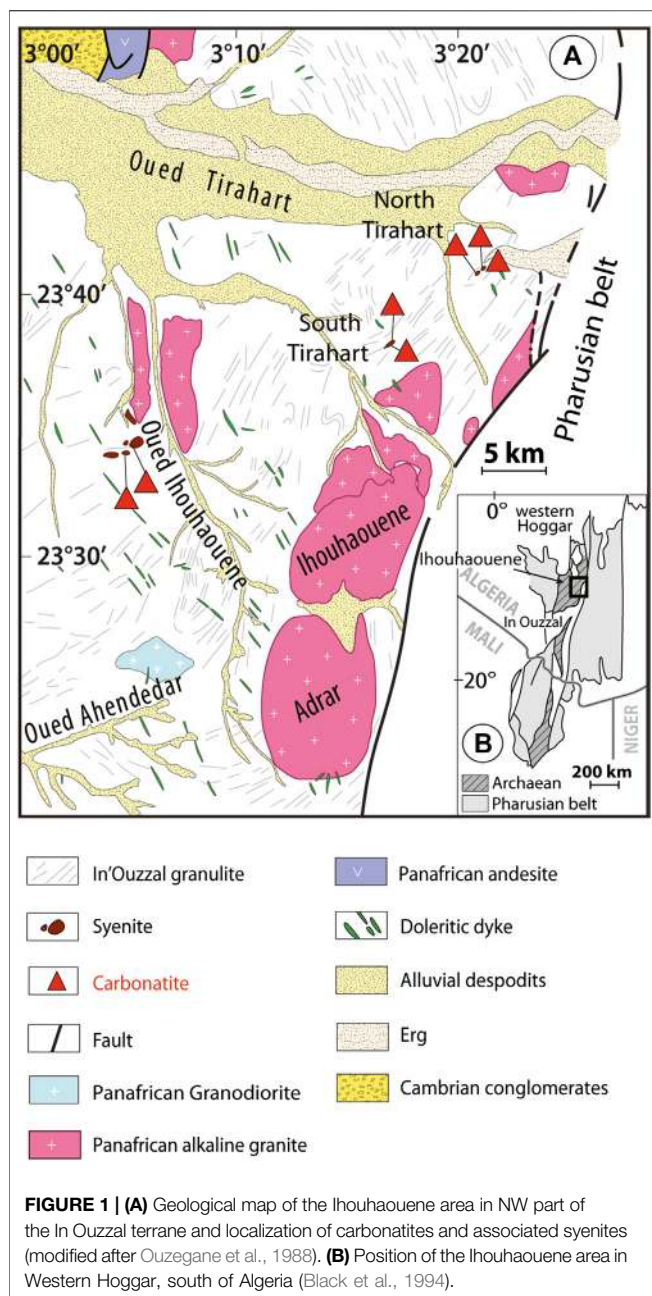 3°00′ 3°10′ 3°20′
A
Oued Tirahart
North
Tirahart
23°40′
South
Tirahart
Pharusian belt
5 km
Oued Ihouhaouene
23°30′
Ihouhaouene
Adrar
Oued Ahendedar
0°
western
Hoggar
Ihouhaouene
ALGERIA
In Ouzzal
MALI
20°
NIGER
B
Archaean
200 km
Pharusian belt
In'Ouzzal granulite
Syenite
Carbonatite
Fault
Panafrican Granodiorite
Panafrican alkaline granite
Panafrican andesite
Doleritic dyke
Alluvial despodits
Erg
Cambrian conglomerates
FIGURE 1 | (A) Geological map of the Ihouhaouene area in NW part of
the In Ouzzal terrane and localization of carbonatites and associated syenites
(modified after Ouzegane et al., 1988). (B) Position of the Ihouhaouene area in
Western Hoggar, south of Algeria (Black et al., 1994).